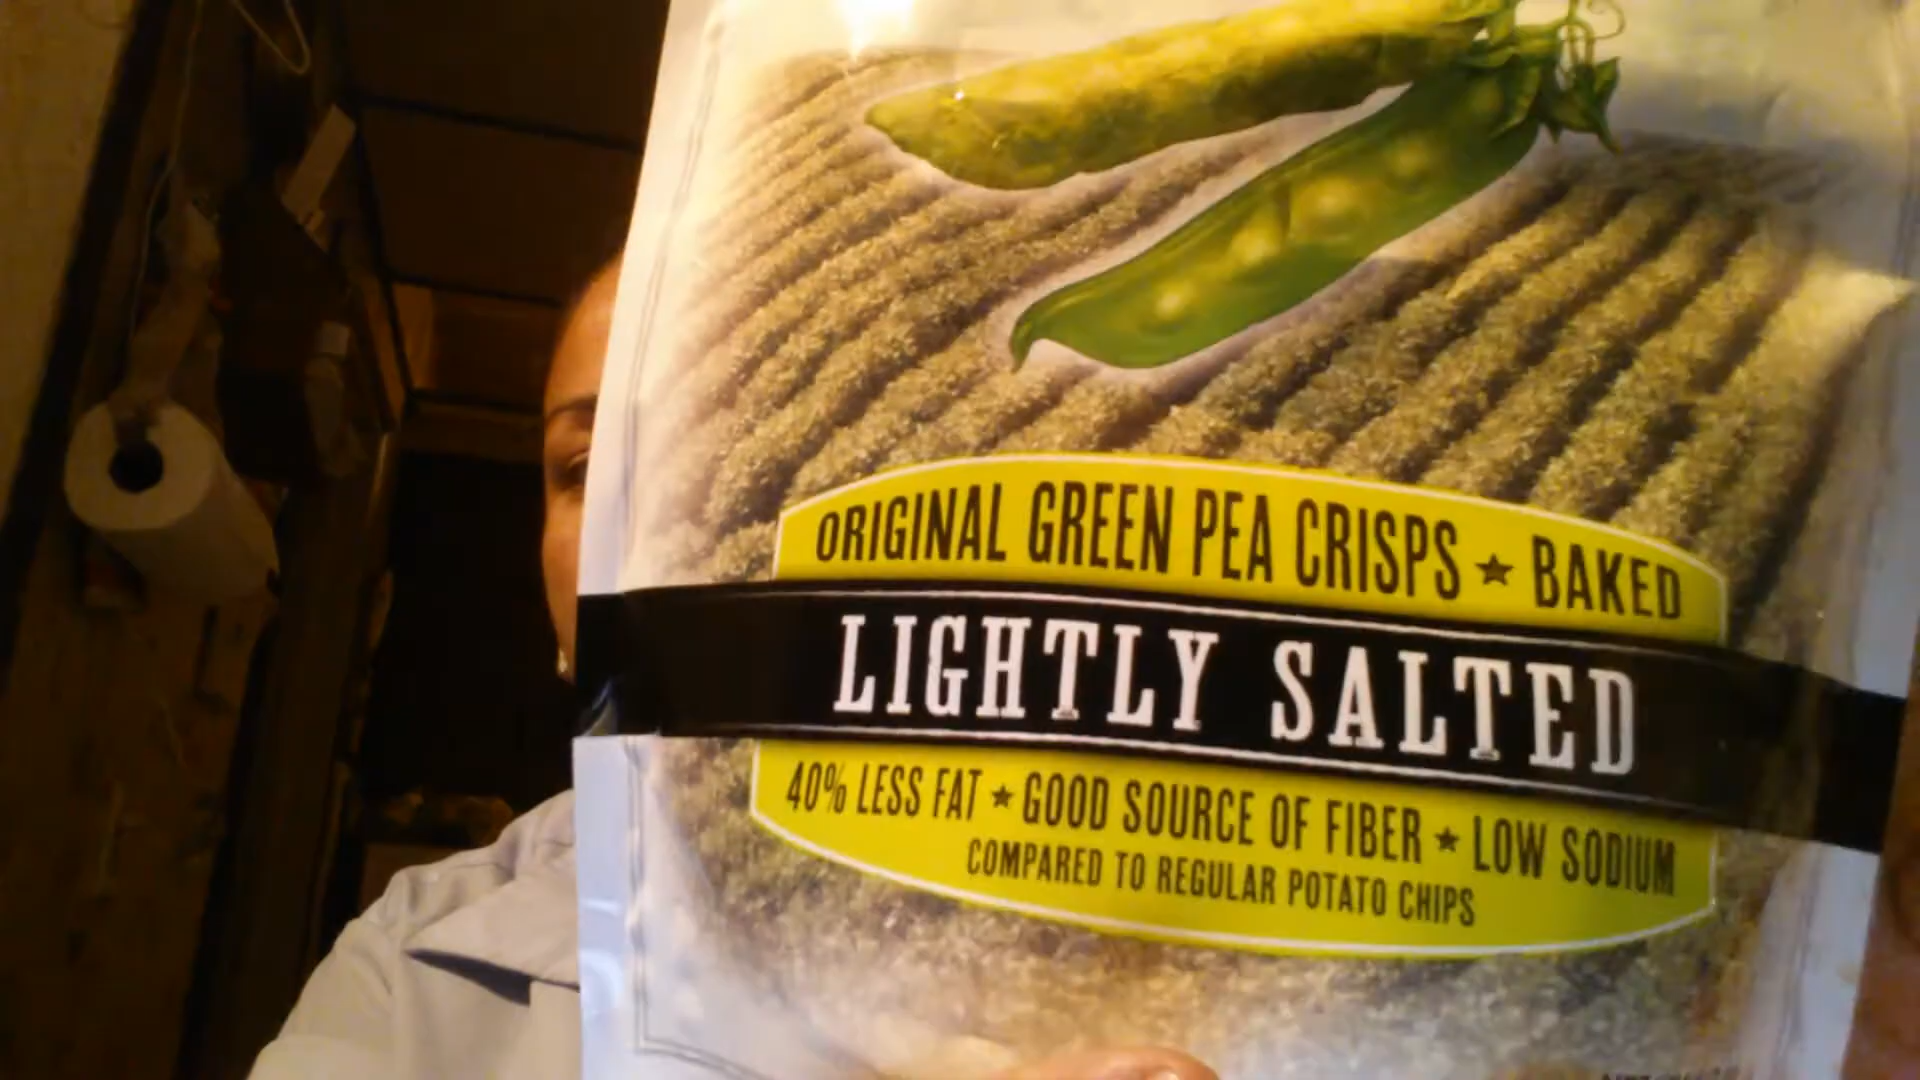 ORIGINAL GREEN PEA CRISPS ★ BAKED
LIGHTLY SALTED
40% LESS FAT ★ GOOD SOURCE OF FIBER ★ LOW SODIUM
COMPARED TO REGULAR POTATO CHIPS